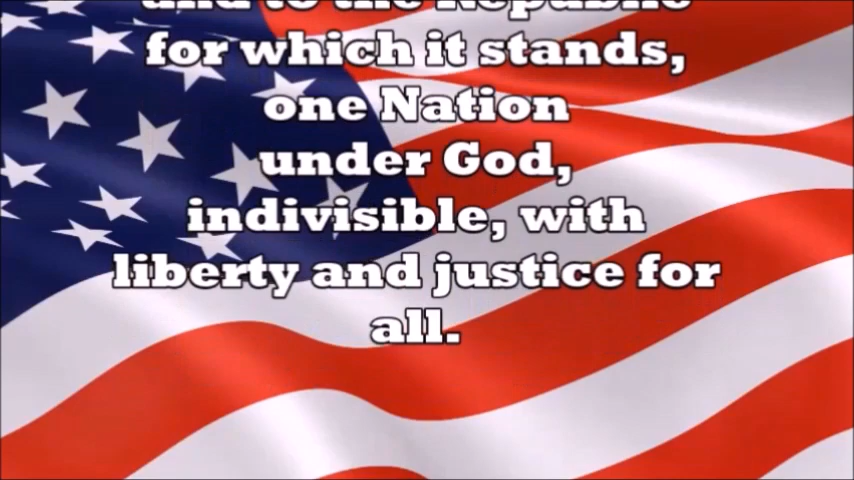 and to the Republic
for which it stands,
one Nation
under God,
indivisible, with
liberty and justice for
all.